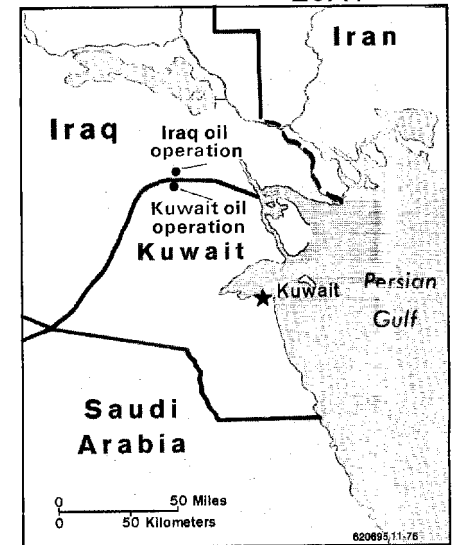 Iran
Iraq
Iraq oil
operation
Kuwait oil
operation
Kuwait
Kuwait
Persian
Gulf
Saudi
Arabia
0 50 Miles
0 50 Kilometers
620695 11-76